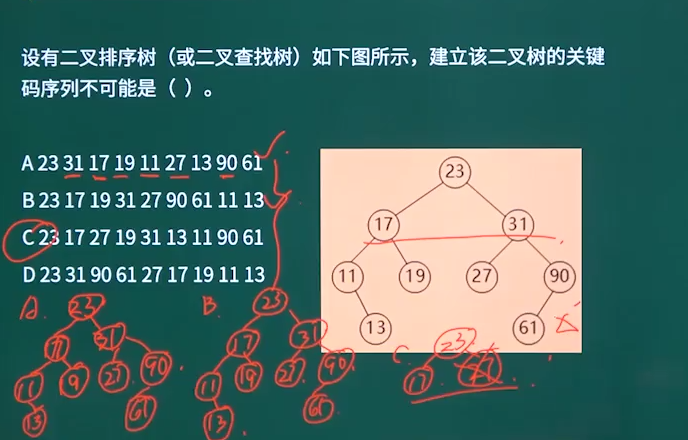 设有二叉排序树（或二叉查找树）如下图所示，建立该二叉树的关键
码序列不可能是（ ）。
A 23 31 17 19 11 27 13 90 61
B 23 17 19 31 27 90 61 11 13
C 23 17 27 19 31 13 11 90 61
D 23 31 90 61 27 17 19 11 13
23
17 31
11 19 27 90
13 61
A. B. C.
23 23 23
31 17 31 17
11 9 27 90 11 19 27 90
13 61 13 61